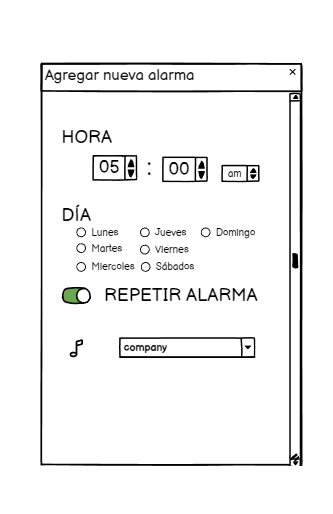 Agregar nueva alarma ×
HORA
05 : 00 am
DÍA
Lunes Jueves Domingo
Martes Viernes
Miercoles Sábados
REPETIR ALARMA
company